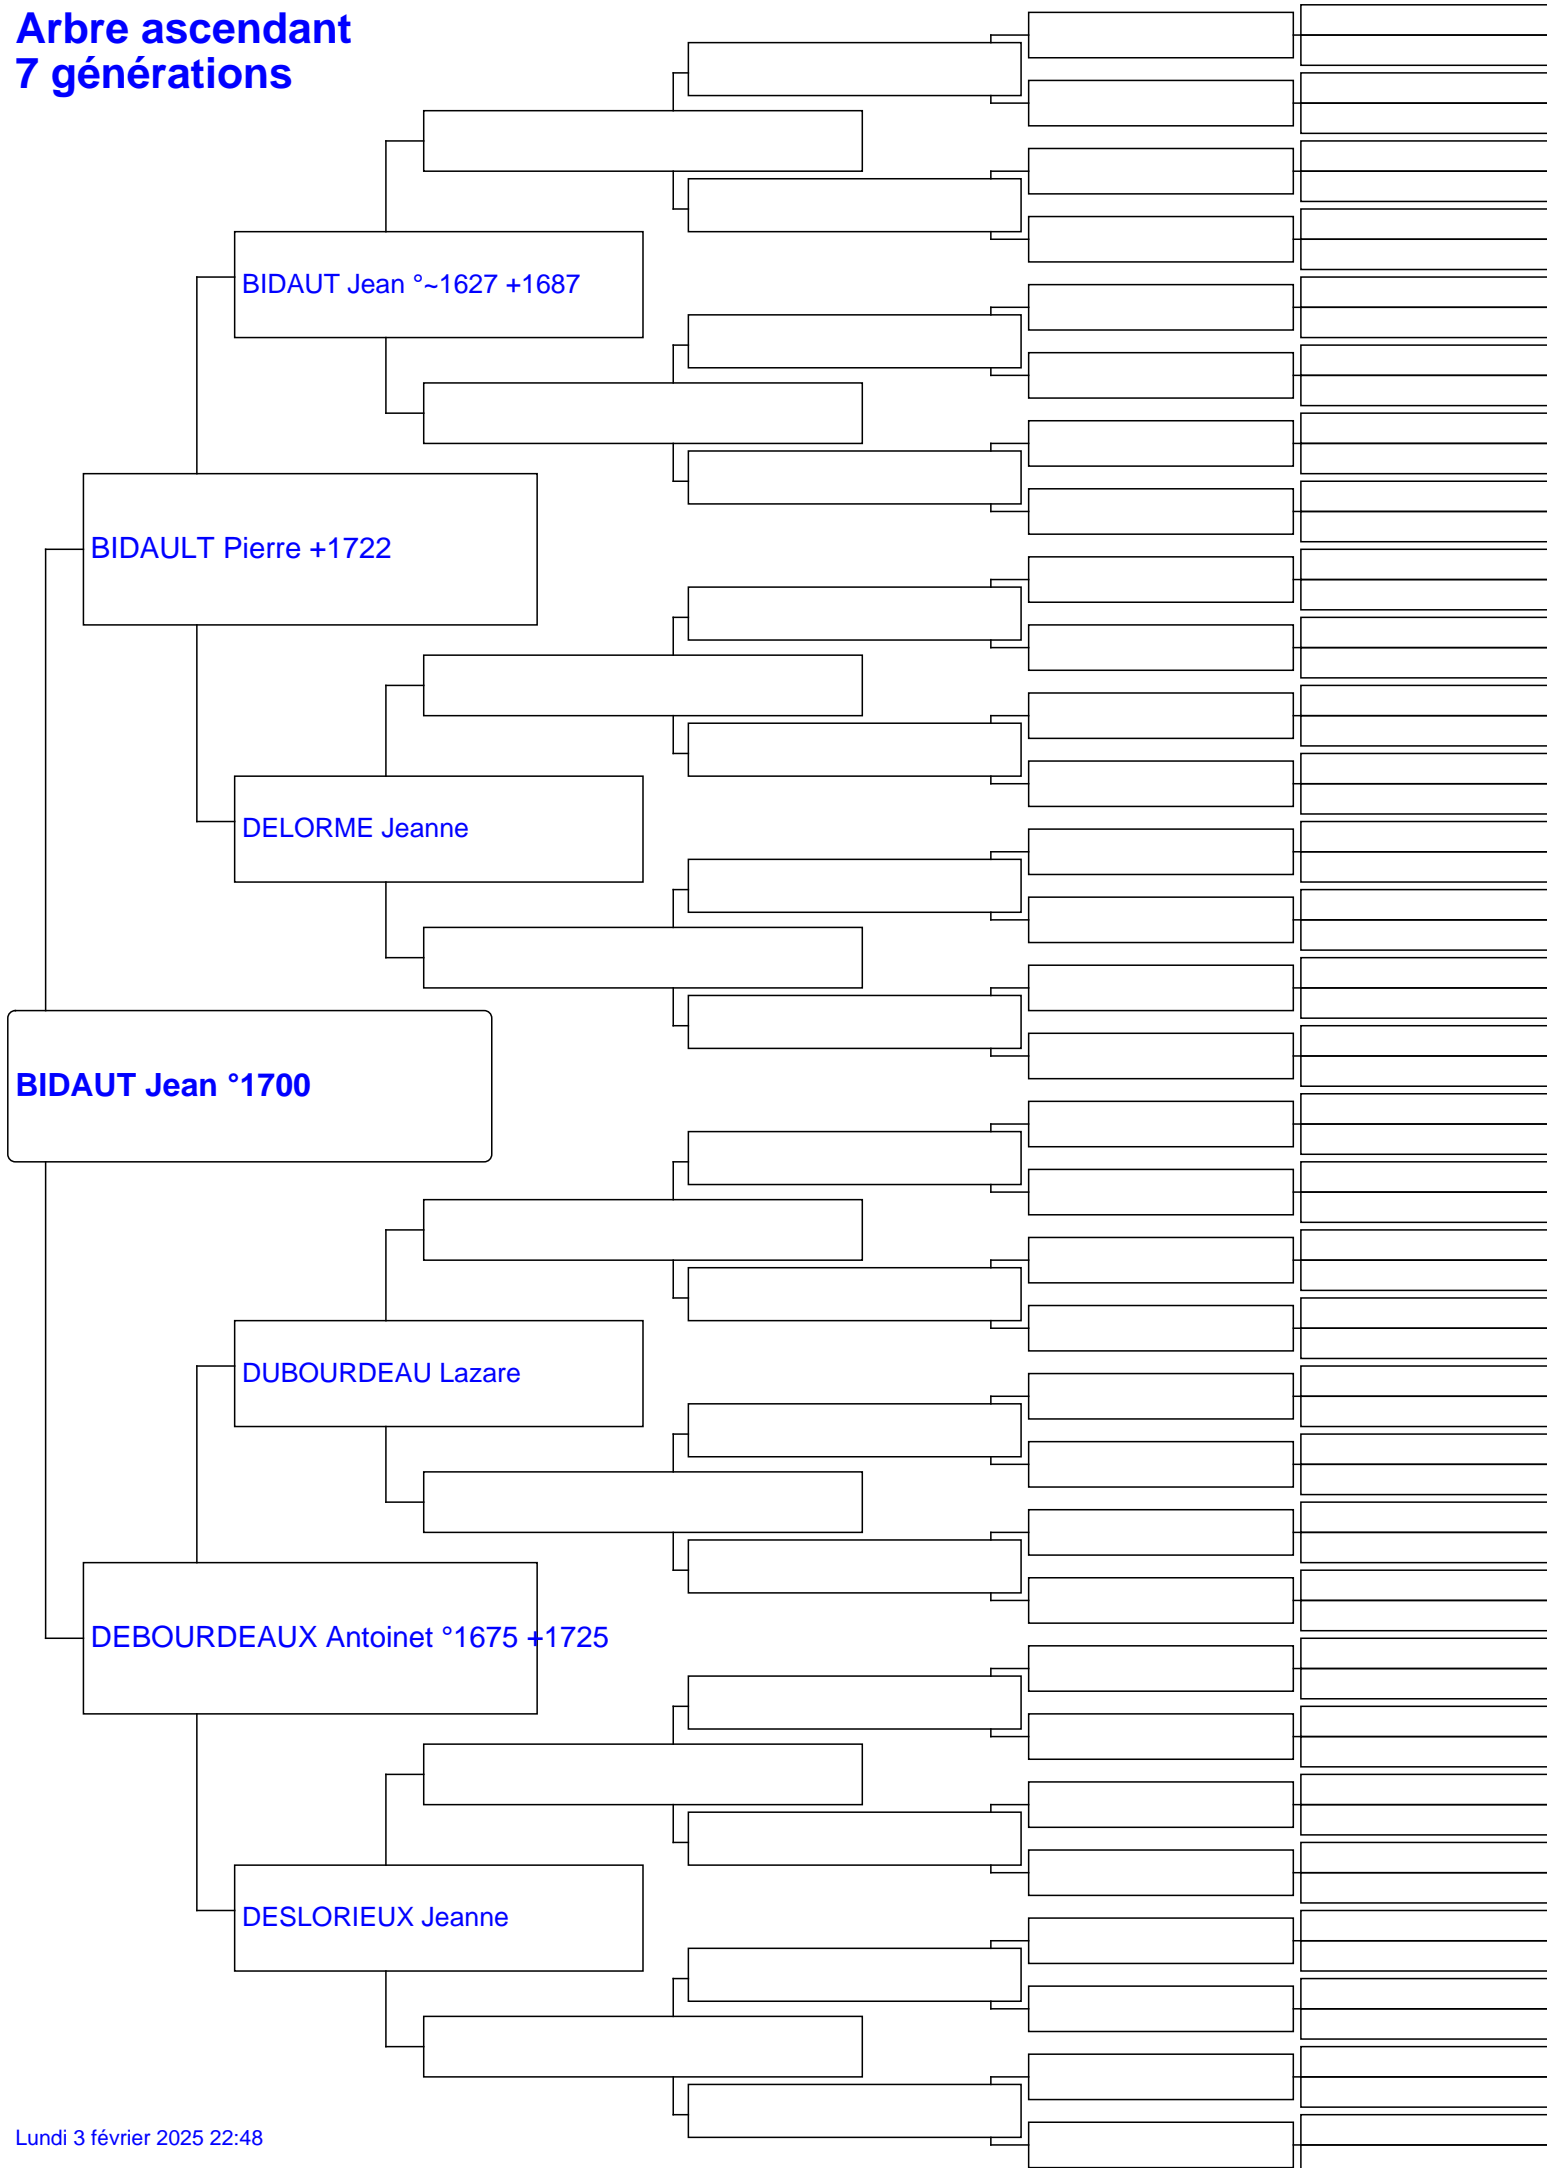 Arbre ascendant
7 générations
BIDAUT Jean °~1627 +1687
BIDAULT Pierre +1722
DELORME Jeanne
BIDAUT Jean °1700
DUBOURDEAU Lazare
DEBOURDEAUX Antoinet °1675 +1725
DESLORIEUX Jeanne
Lundi 3 février 2025 22:48